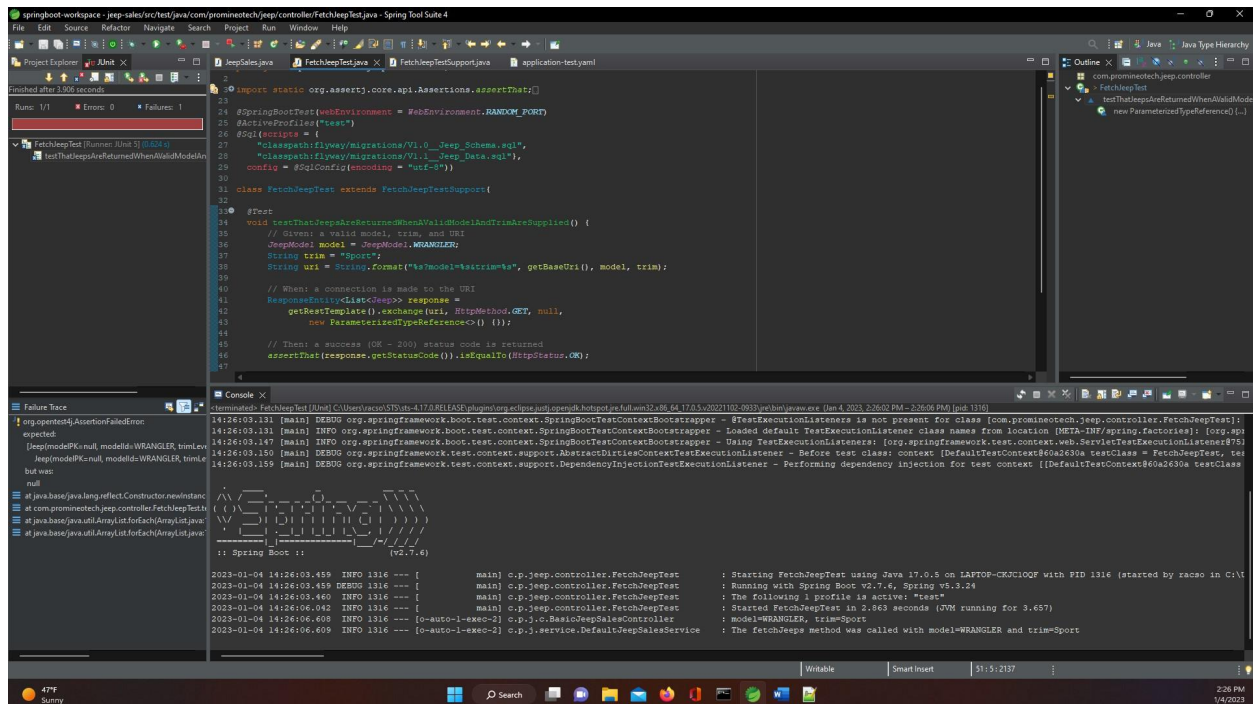 springboot-workspace - jeep-sales/src/test/java/com/promineotech/jeep/controller/FetchJeepTest.java - Spring Tool Suite 4
File Edit Source Refactor Navigate Search Project Run Window Help
Java Java Type Hierarchy
Project Explorer JUnit
Finished after 3.906 seconds
Runs: 1/1 Errors: 0 Failures: 1
FetchJeepTest [Runner: JUnit 5] (0.624 s)
testThatJeepsAreReturnedWhenAValidModelAn
JeepSales.java FetchJeepTest.java FetchJeepTestSupport.java application-test.yaml
2
3 import static org.assertj.core.api.Assertions.assertThat;
23
24 @SpringBootTest(webEnvironment = WebEnvironment.RANDOM_PORT)
25 @ActiveProfiles("test")
26 @Sql(scripts = {
27 "classpath:flyway/migrations/V1.0__Jeep_Schema.sql",
28 "classpath:flyway/migrations/V1.1__Jeep_Data.sql"},
29 config = @SqlConfig(encoding = "utf-8"))
30
31 class FetchJeepTest extends FetchJeepTestSupport{
32
33 @Test
34 void testThatJeepsAreReturnedWhenAValidModelAndTrimAreSupplied() {
35 // Given: a valid model, trim, and URI
36 JeepModel model = JeepModel.WRANGLER;
37 String trim = "Sport";
38 String uri = String.format("%s?model=%s&trim=%s", getBaseUri(), model, trim);
39
40 // When: a connection is made to the URI
41 ResponseEntity<List<Jeep>> response =
42 getRestTemplate().exchange(uri, HttpMethod.GET, null,
43 new ParameterizedTypeReference<>() {});
44
45 // Then: a success (OK - 200) status code is returned
46 assertThat(response.getStatusCode()).isEqualTo(HttpStatus.OK);
47
Outline
com.promineotech.jeep.controller
FetchJeepTest
testThatJeepsAreReturnedWhenAValidMode
new ParameterizedTypeReference() {...}
Failure Trace
org.opentest4j.AssertionFailedError:
expected:
[Jeep(modelPK=null, modelId=WRANGLER, trimLeve
Jeep(modelPK=null, modelId=WRANGLER, trimLe
but was:
null
at java.base/java.lang.reflect.Constructor.newInstanc
at com.promineotech.jeep.controller.FetchJeepTest.te
at java.base/java.util.ArrayList.forEach(ArrayList.java:
at java.base/java.util.ArrayList.forEach(ArrayList.java:
Console
<terminated> FetchJeepTest [JUnit] C:\Users\racso\STS\sts-4.17.0.RELEASE\plugins\org.eclipse.justj.openjdk.hotspot.jre.full.win32.x86_64_17.0.5.v20221102-0933\jre\bin\javaw.exe (Jan 4, 2023, 2:26:02 PM – 2:26:06 PM) [pid: 1316]
14:26:03.131 [main] DEBUG org.springframework.boot.test.context.SpringBootTestContextBootstrapper - @TestExecutionListeners is not present for class [com.promineotech.jeep.controller.FetchJeepTest]:
14:26:03.131 [main] INFO org.springframework.boot.test.context.SpringBootTestContextBootstrapper - Loaded default TestExecutionListener class names from location [META-INF/spring.factories]: [org.spr
14:26:03.147 [main] INFO org.springframework.boot.test.context.SpringBootTestContextBootstrapper - Using TestExecutionListeners: [org.springframework.test.context.web.ServletTestExecutionListener@751
14:26:03.150 [main] DEBUG org.springframework.test.context.support.AbstractDirtiesContextTestExecutionListener - Before test class: context [DefaultTestContext@60a2630a testClass = FetchJeepTest, tes
14:26:03.159 [main] DEBUG org.springframework.test.context.support.DependencyInjectionTestExecutionListener - Performing dependency injection for test context [[DefaultTestContext@60a2630a testClass
:: Spring Boot :: (v2.7.6)
2023-01-04 14:26:03.459 INFO 1316 --- [ main] c.p.jeep.controller.FetchJeepTest : Starting FetchJeepTest using Java 17.0.5 on LAPTOP-CKJC1OQF with PID 1316 (started by racso in C:\U
2023-01-04 14:26:03.459 DEBUG 1316 --- [ main] c.p.jeep.controller.FetchJeepTest : Running with Spring Boot v2.7.6, Spring v5.3.24
2023-01-04 14:26:03.460 INFO 1316 --- [ main] c.p.jeep.controller.FetchJeepTest : The following 1 profile is active: "test"
2023-01-04 14:26:06.042 INFO 1316 --- [ main] c.p.jeep.controller.FetchJeepTest : Started FetchJeepTest in 2.863 seconds (JVM running for 3.657)
2023-01-04 14:26:06.608 INFO 1316 --- [o-auto-1-exec-2] c.p.j.c.BasicJeepSalesController : model=WRANGLER, trim=Sport
2023-01-04 14:26:06.609 INFO 1316 --- [o-auto-1-exec-2] c.p.j.service.DefaultJeepSalesService : The fetchJeeps method was called with model=WRANGLER and trim=Sport
Writable Smart Insert 51 : 5 : 2137
47°F
Sunny
Search
2:26 PM
1/4/2023